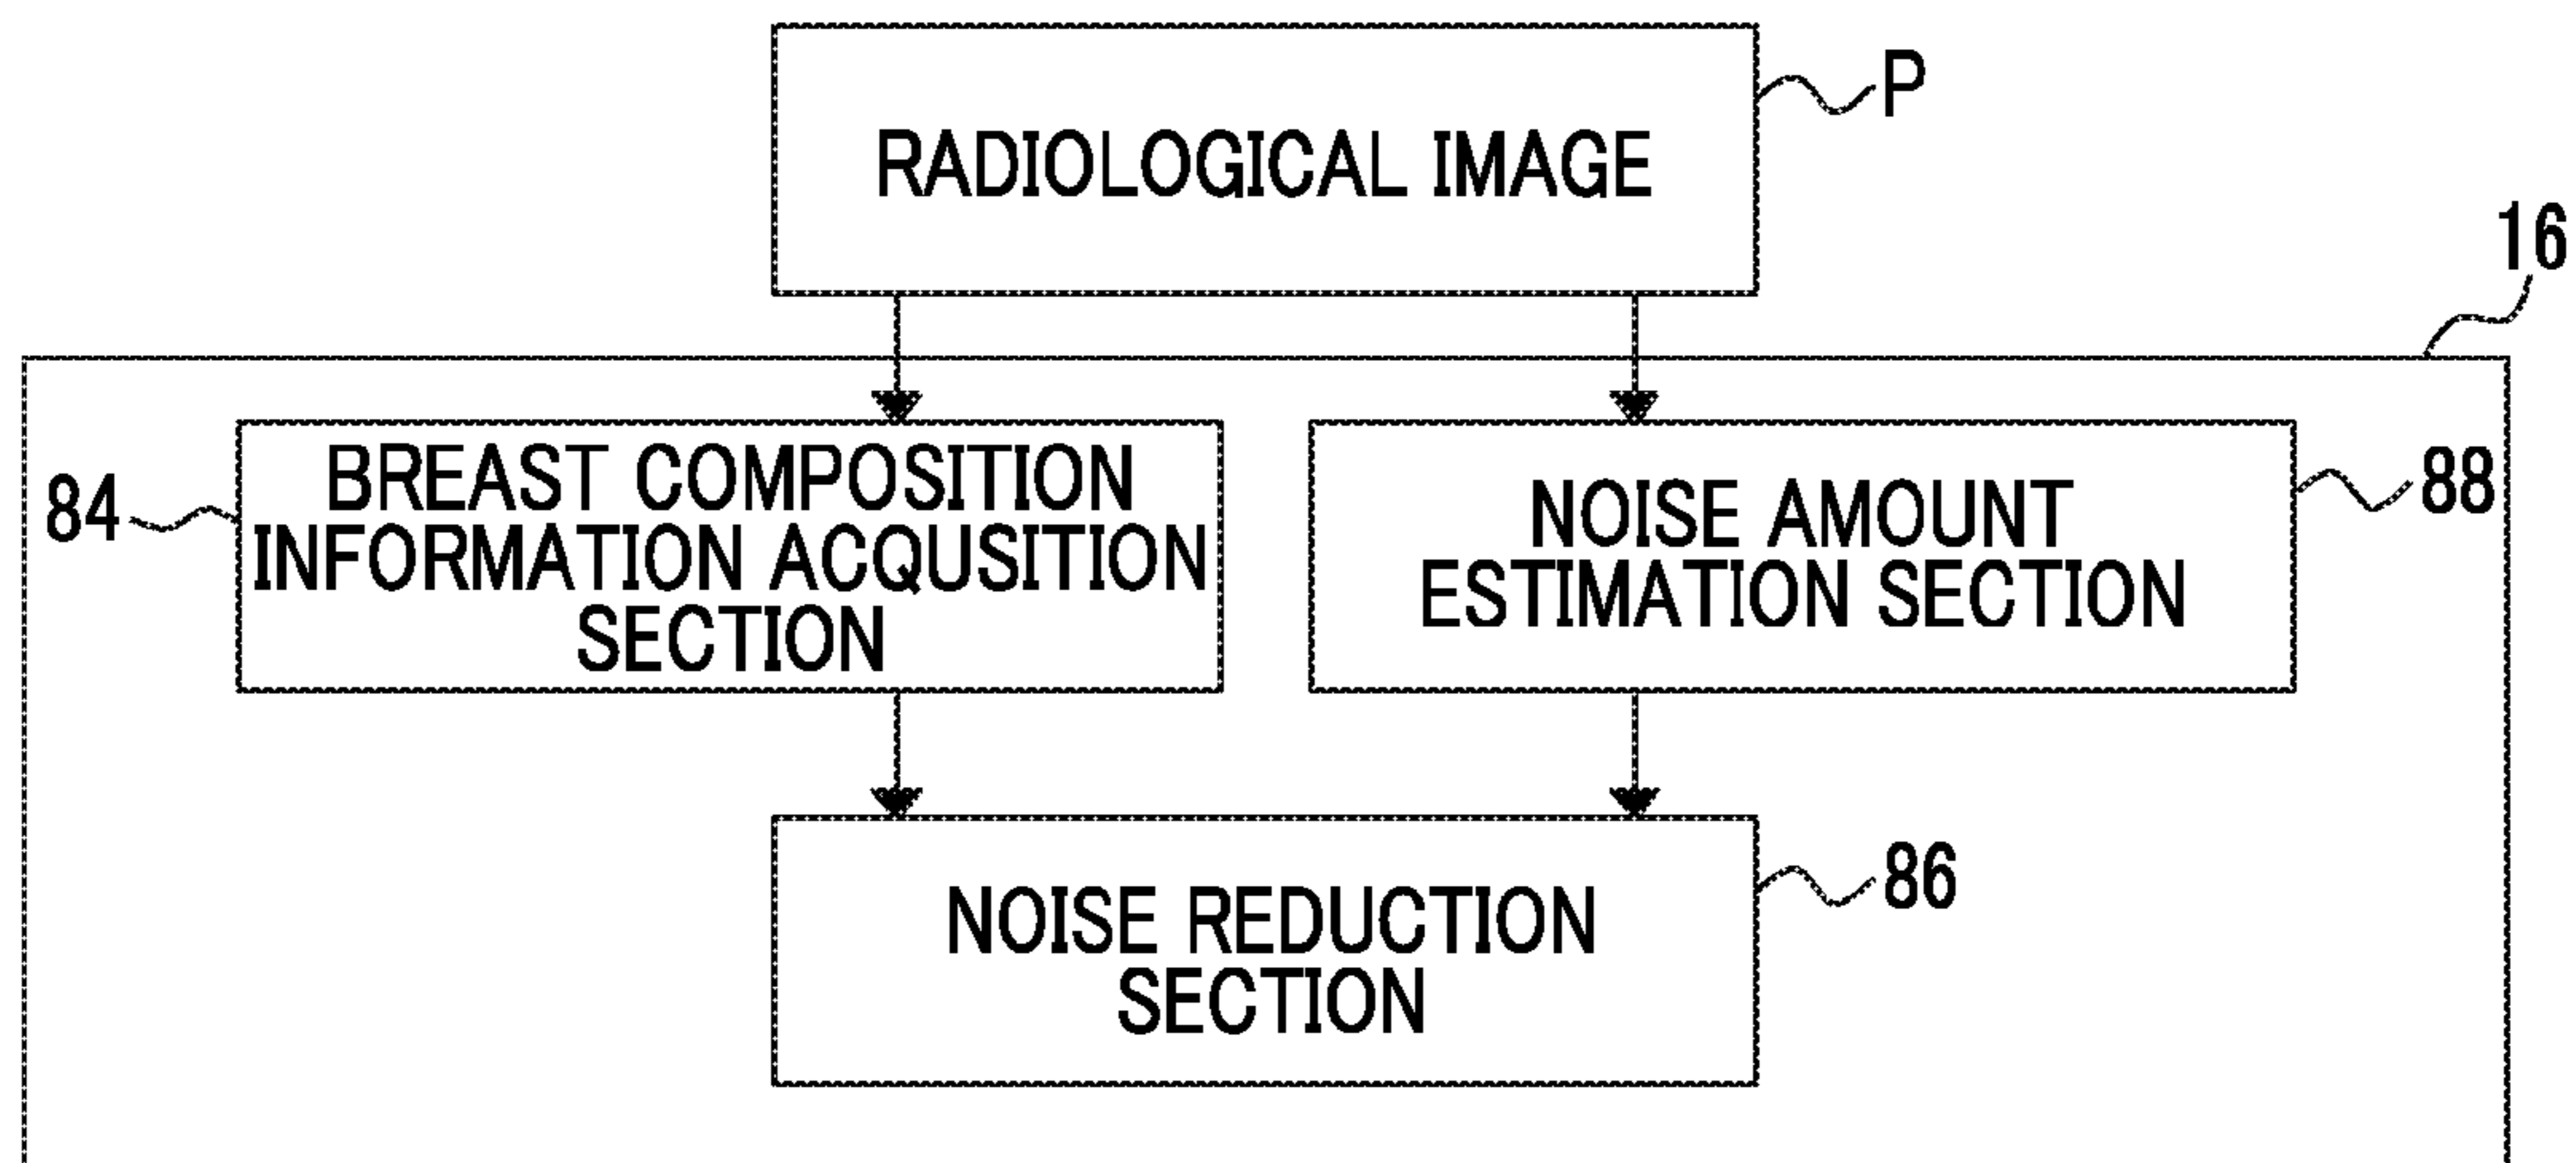 RADIOLOGICAL IMAGE
P
16
84
BREAST COMPOSITION
INFORMATION ACQUSITION
SECTION
NOISE AMOUNT
ESTIMATION SECTION
88
NOISE REDUCTION
SECTION
86